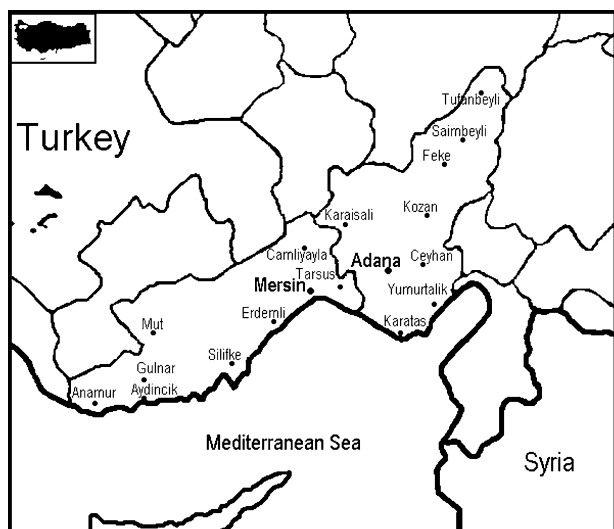 Tufanbeyli
Turkey
Saimbeyli
Feke
Karaisali
Kozan
Camliyayla
Adana
Ceyhan
Tarsus
Mersin
Yumurtalik
Erdemli
Karatas
Mut
Silifke
Gulnar
Anamur
Aydincik
Mediterranean Sea
Syria